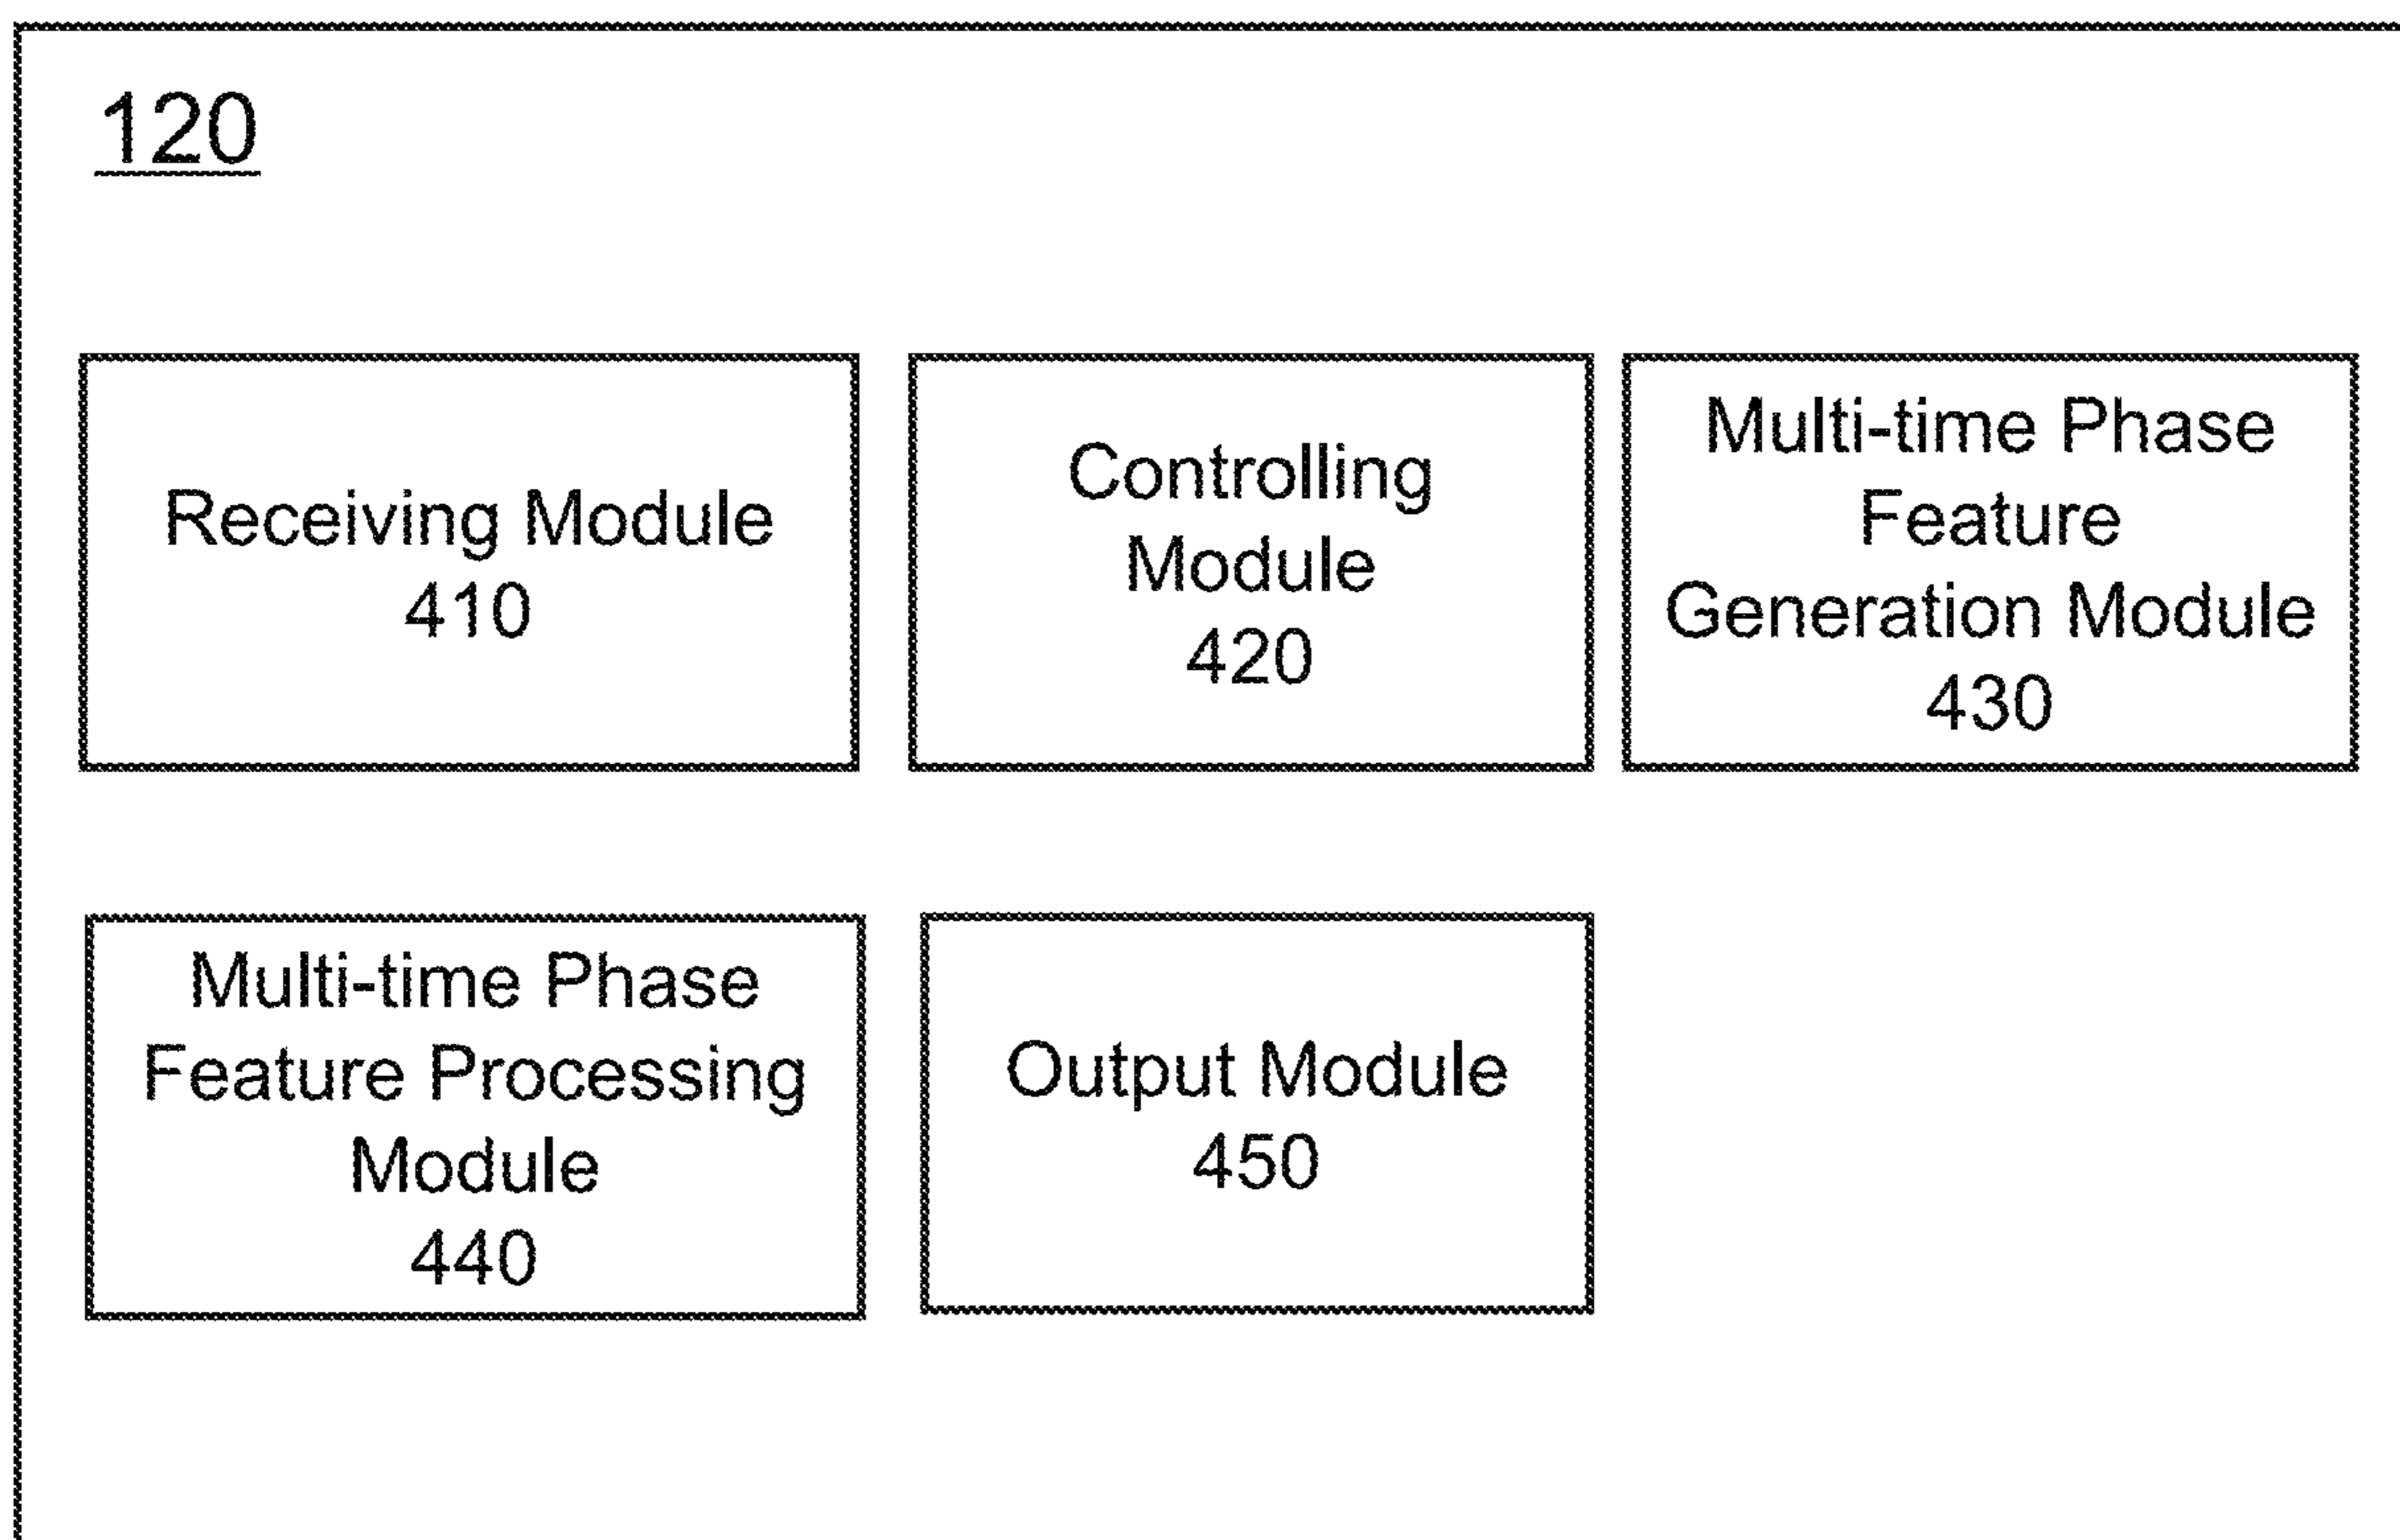 120
Receiving Module
410
Controlling
Module
420
Multi-time Phase
Feature
Generation Module
430
Multi-time Phase
Feature Processing
Module
440
Output Module
450